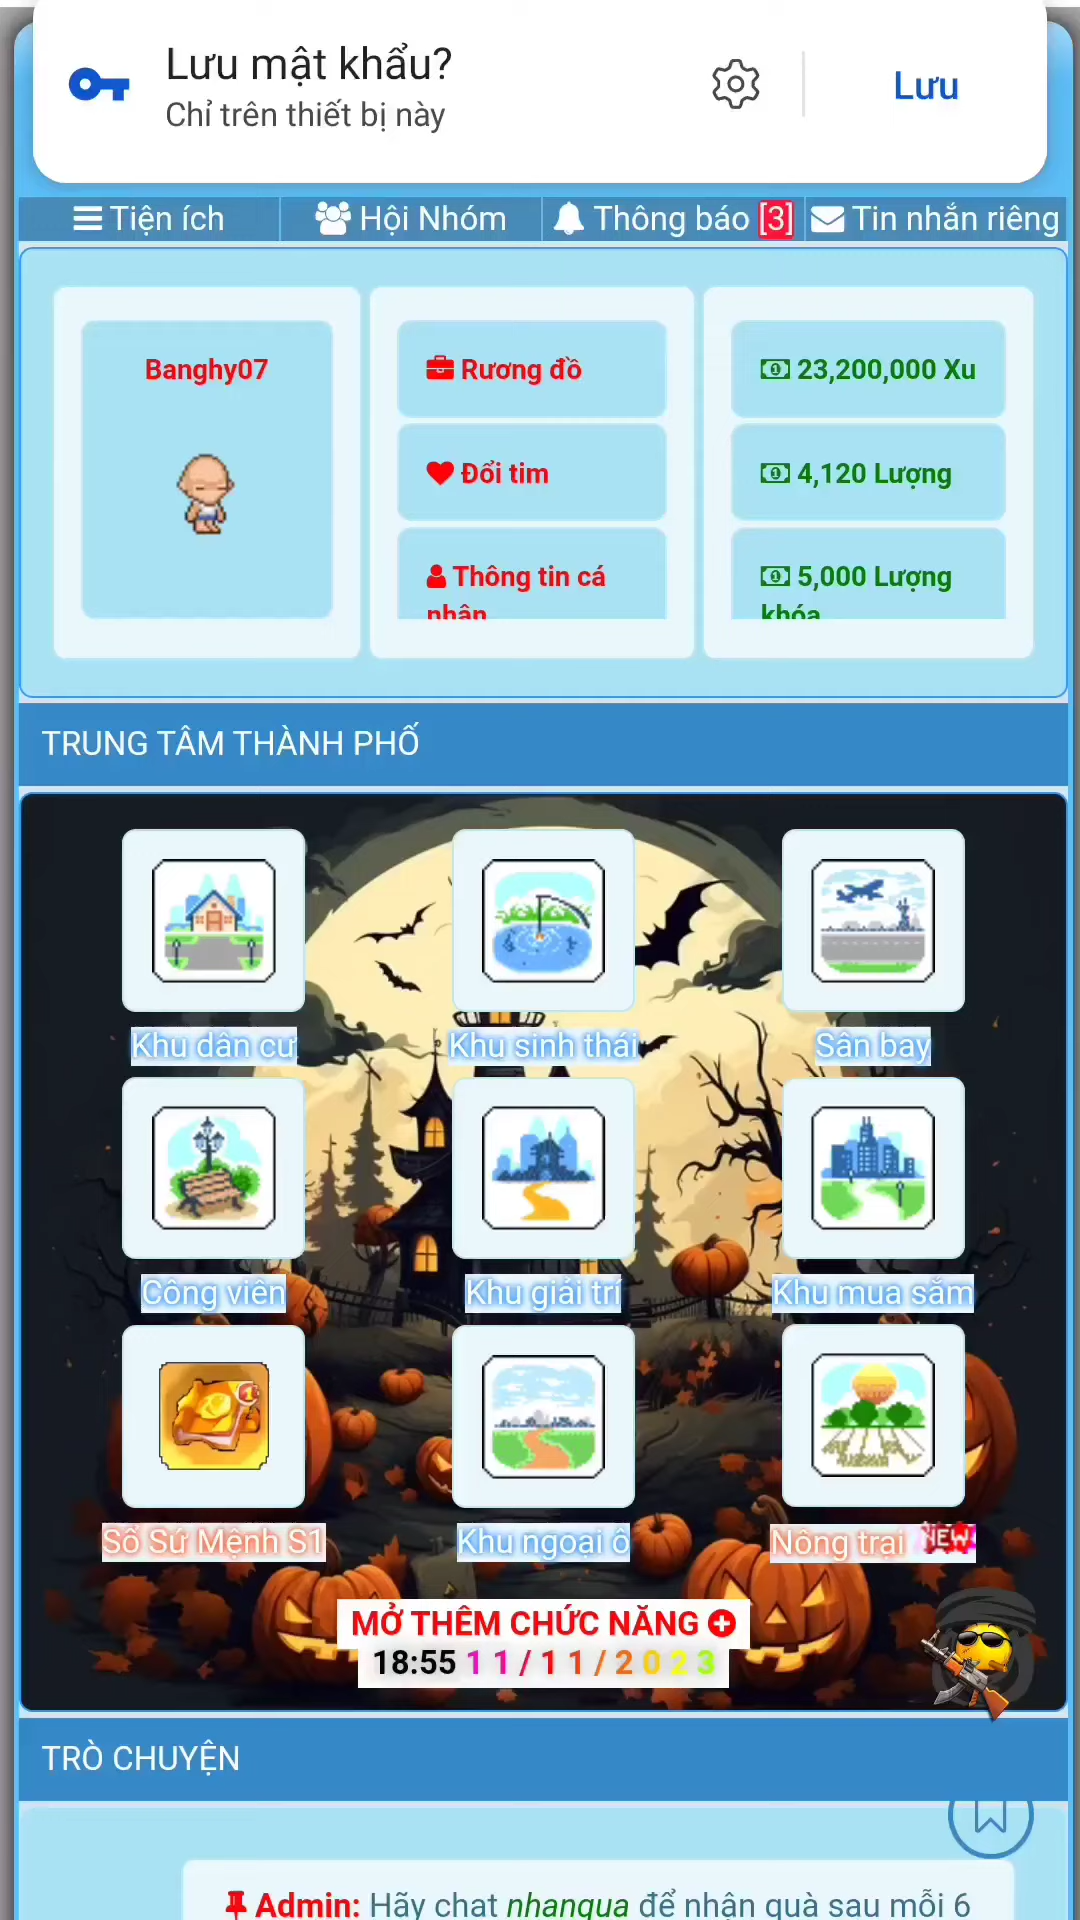 Lưu mật khẩu?
Chỉ trên thiết bị này
Lưu
Tiện ích
Hội Nhóm
Thông báo [3]
Tin nhắn riêng
Banghy07
Rương đồ
Đổi tim
Thông tin cá
nhân
23,200,000 Xu
4,120 Lượng
5,000 Lượng
khóa
TRUNG TÂM THÀNH PHỐ
Khu dân cư
Khu sinh thái
Sân bay
Công viên
Khu giải trí
Khu mua sắm
Sổ Sứ Mệnh S1
Khu ngoại ô
Nông trại NEW
MỞ THÊM CHỨC NĂNG
18:55 11/11/2023
TRÒ CHUYỆN
Admin: Hãy chat nhanqua để nhận quà sau mỗi 6